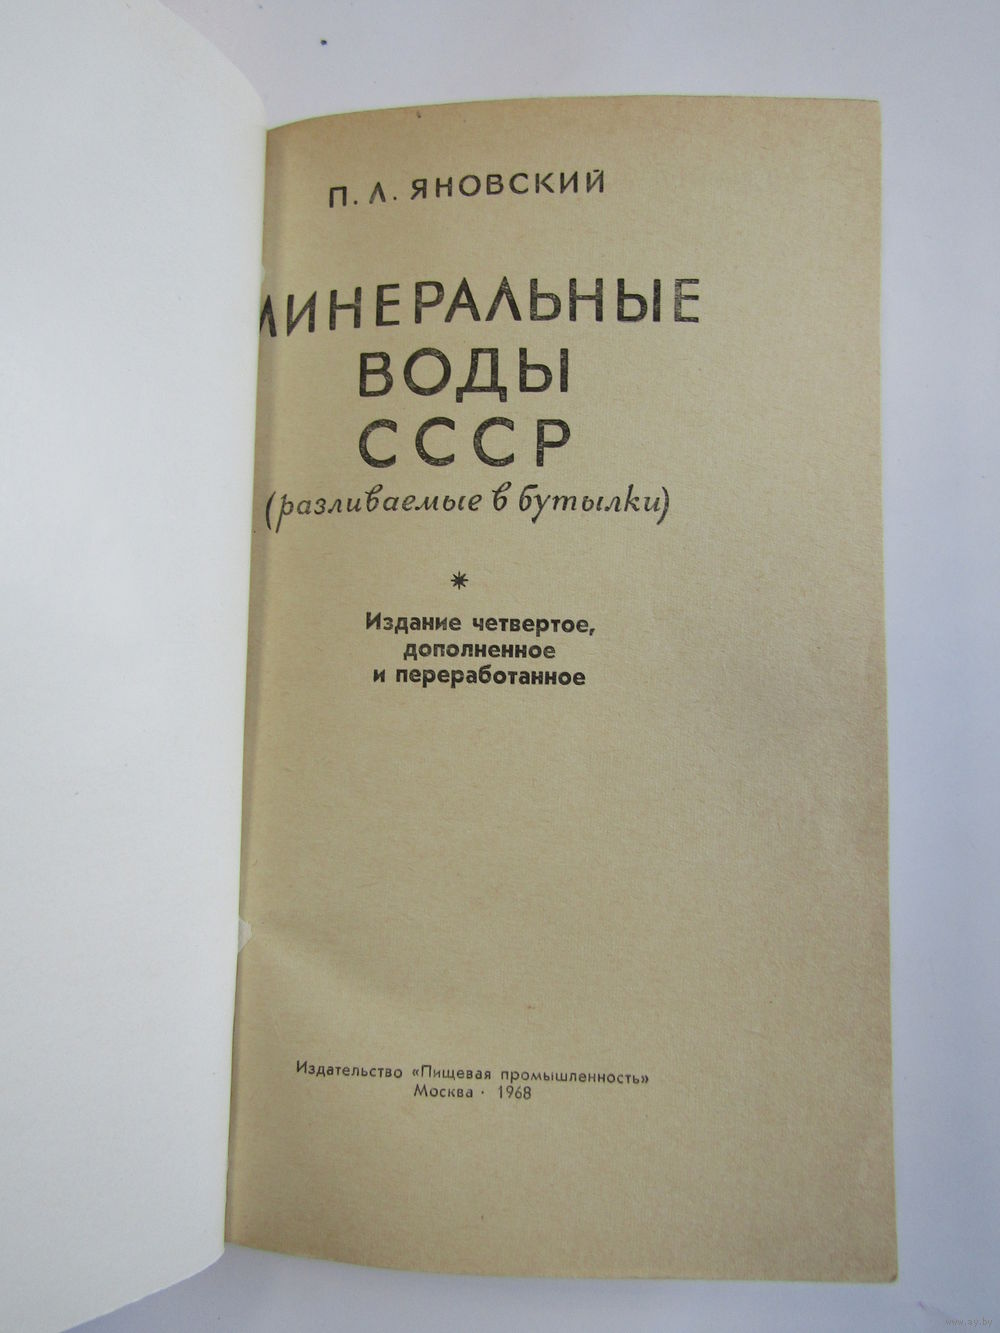 П. Л. ЯНОВСКИЙ
МИНЕРАЛЬНЫЕ
ВОДЫ
СССР
(разливаемые в бутылки)
*
Издание четвертое,
дополненное
и переработанное
Издательство «Пищевая промышленность»
Москва · 1968
www.ay.by